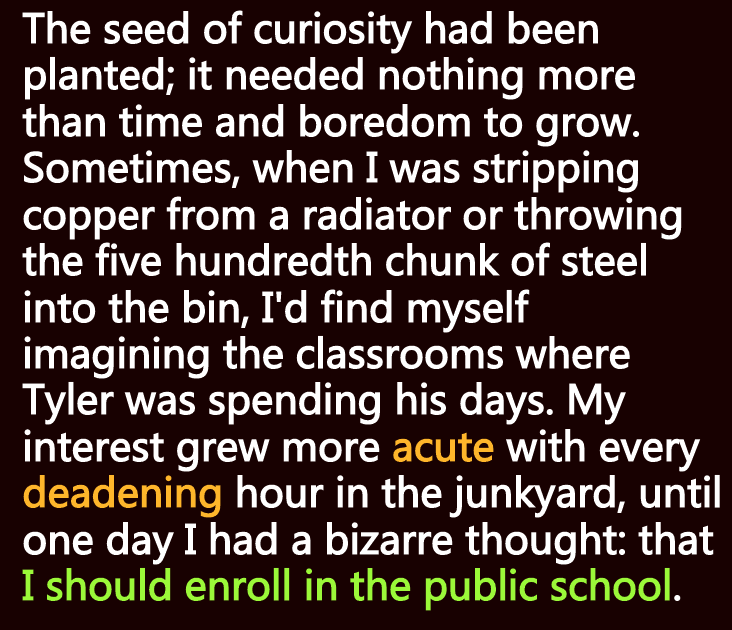 The seed of curiosity had been
planted; it needed nothing more
than time and boredom to grow.
Sometimes, when I was stripping
copper from a radiator or throwing
the five hundredth chunk of steel
into the bin, I'd find myself
imagining the classrooms where
Tyler was spending his days. My
interest grew more acute with every
deadening hour in the junkyard, until
one day I had a bizarre thought: that
I should enroll in the public school.